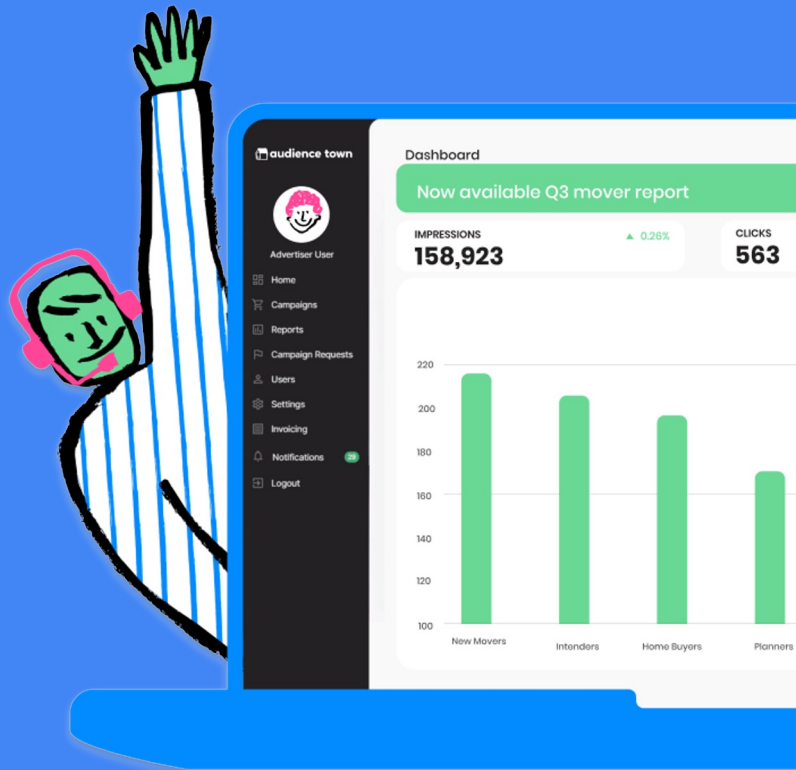 audience town
Advertiser User
Home
Campaigns
Reports
Campaign Requests
Users
Settings
Invoicing
Notifications 29
Logout
Dashboard
Now available Q3 mover report
IMPRESSIONS
▲ 0.26%
158,923
CLICKS
563
220
200
180
160
140
120
100
New Movers Intenders Home Buyers Planners